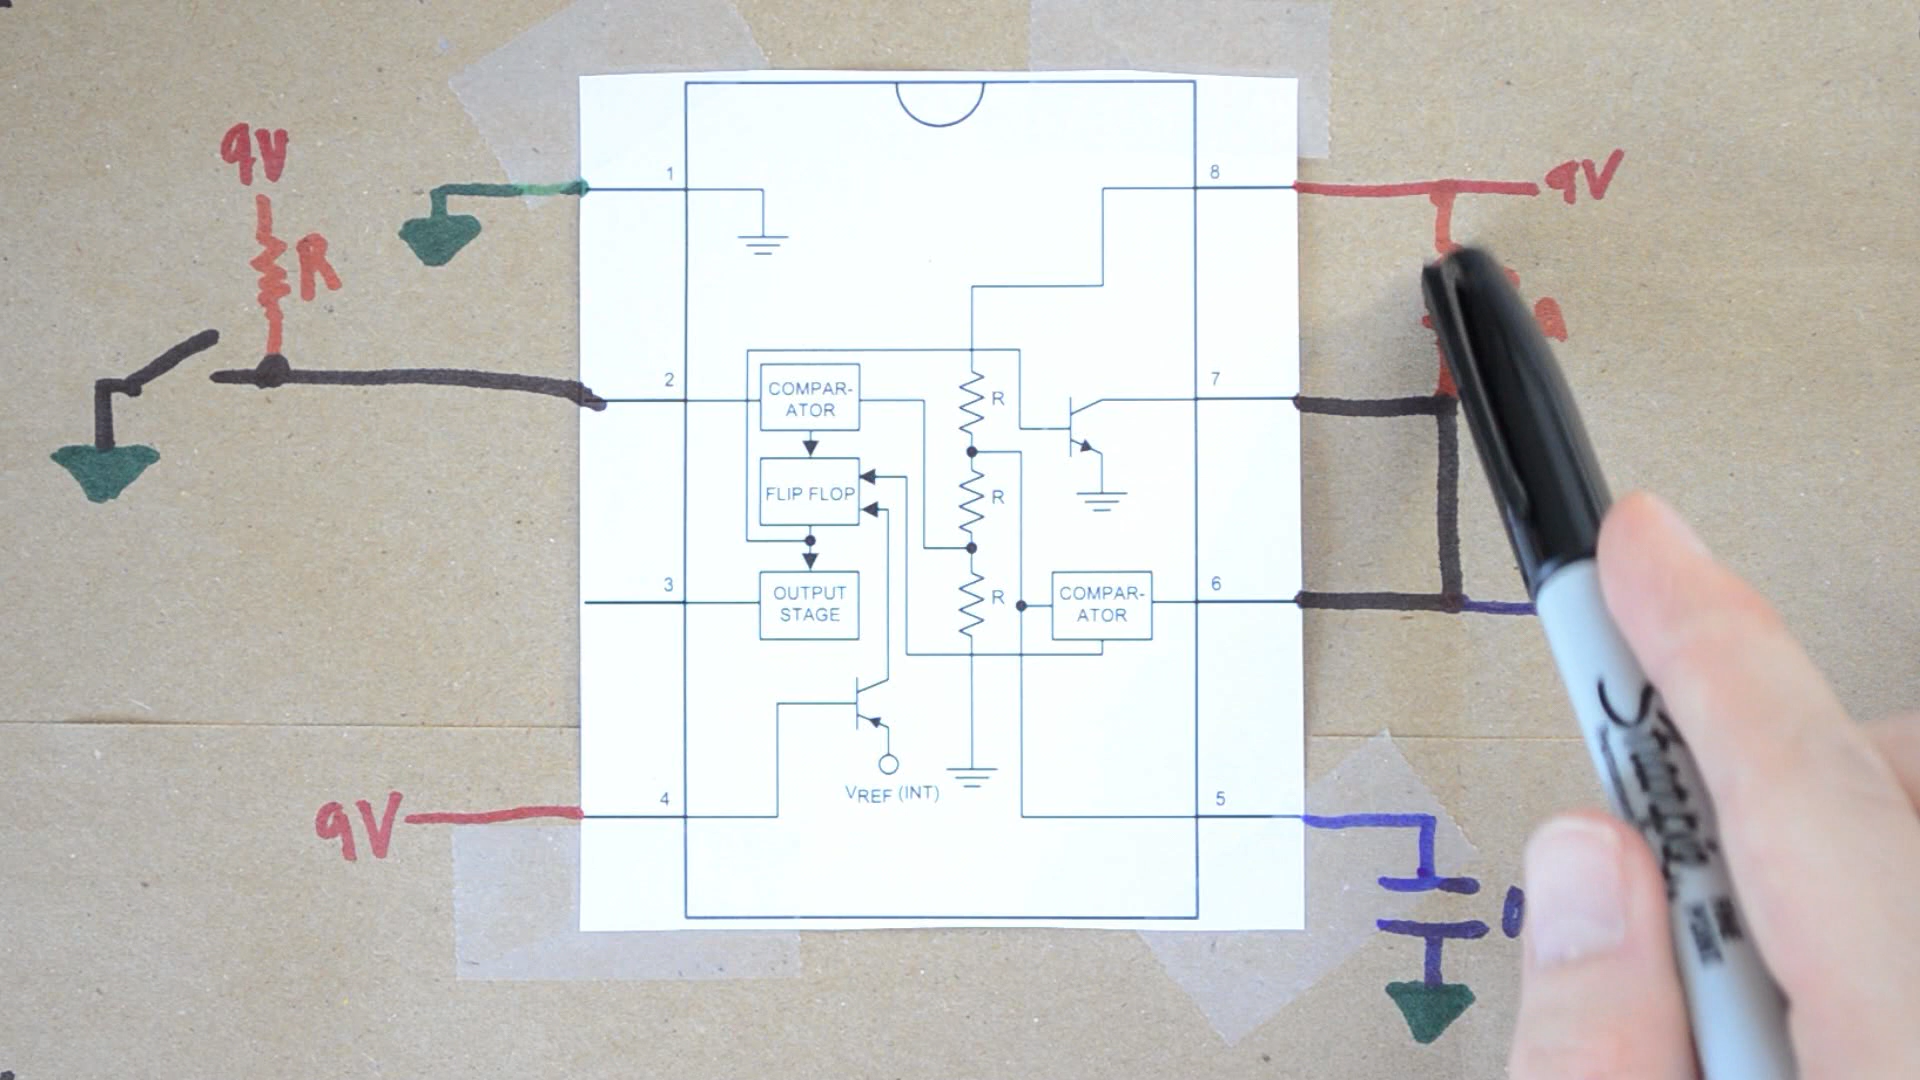 9V
R
1
8
9V
2
7
COMPAR-
ATOR
R
a
FLIP FLOP
R
3
6
OUTPUT
STAGE
R
COMPAR-
ATOR
VREF (INT)
9V
4
5